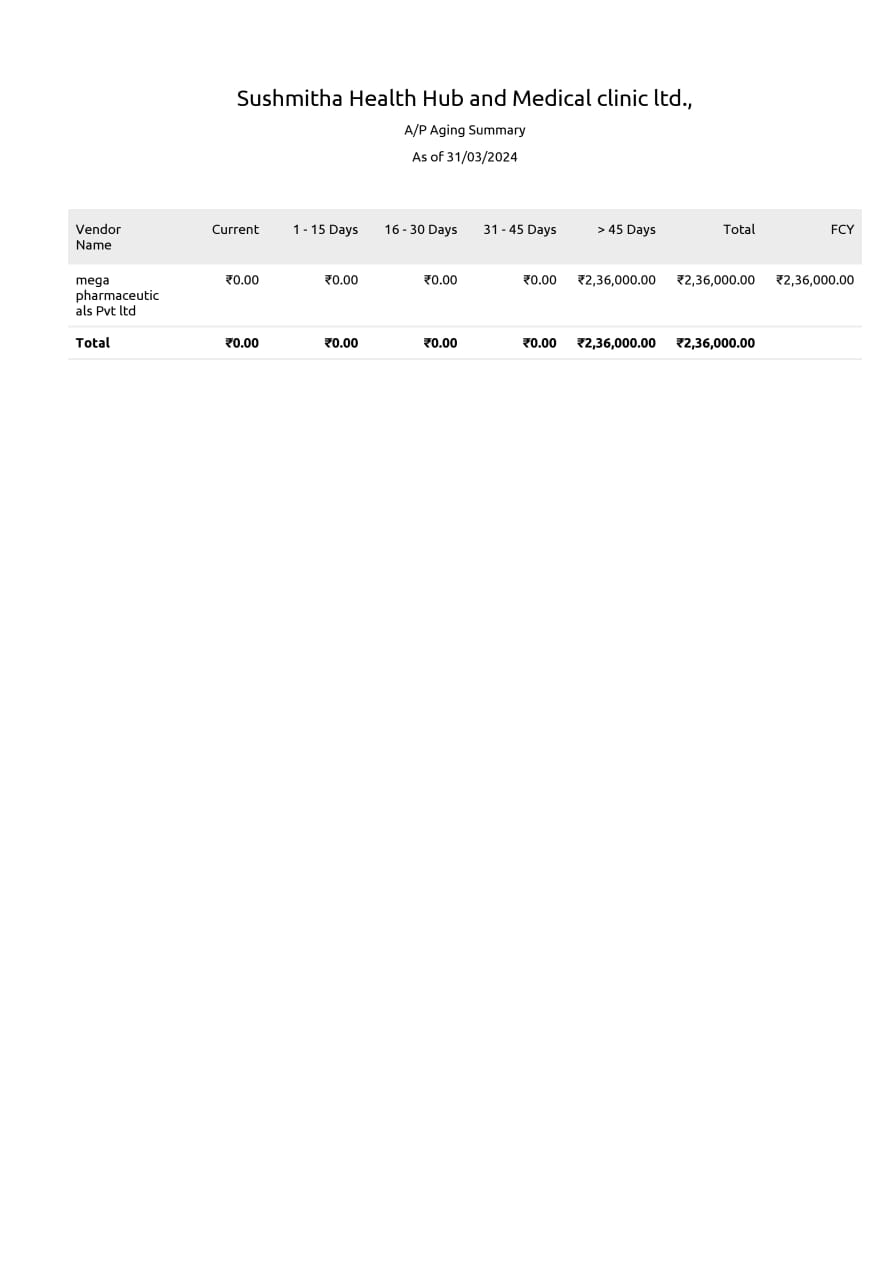 Sushmitha Health Hub and Medical clinic ltd.,
A/P Aging Summary
As of 31/03/2024
Vendor Name Current 1 - 15 Days 16 - 30 Days 31 - 45 Days > 45 Days Total FCY
mega pharmaceutic als Pvt ltd ₹0.00 ₹0.00 ₹0.00 ₹0.00 ₹2,36,000.00 ₹2,36,000.00 ₹2,36,000.00
Total ₹0.00 ₹0.00 ₹0.00 ₹0.00 ₹2,36,000.00 ₹2,36,000.00